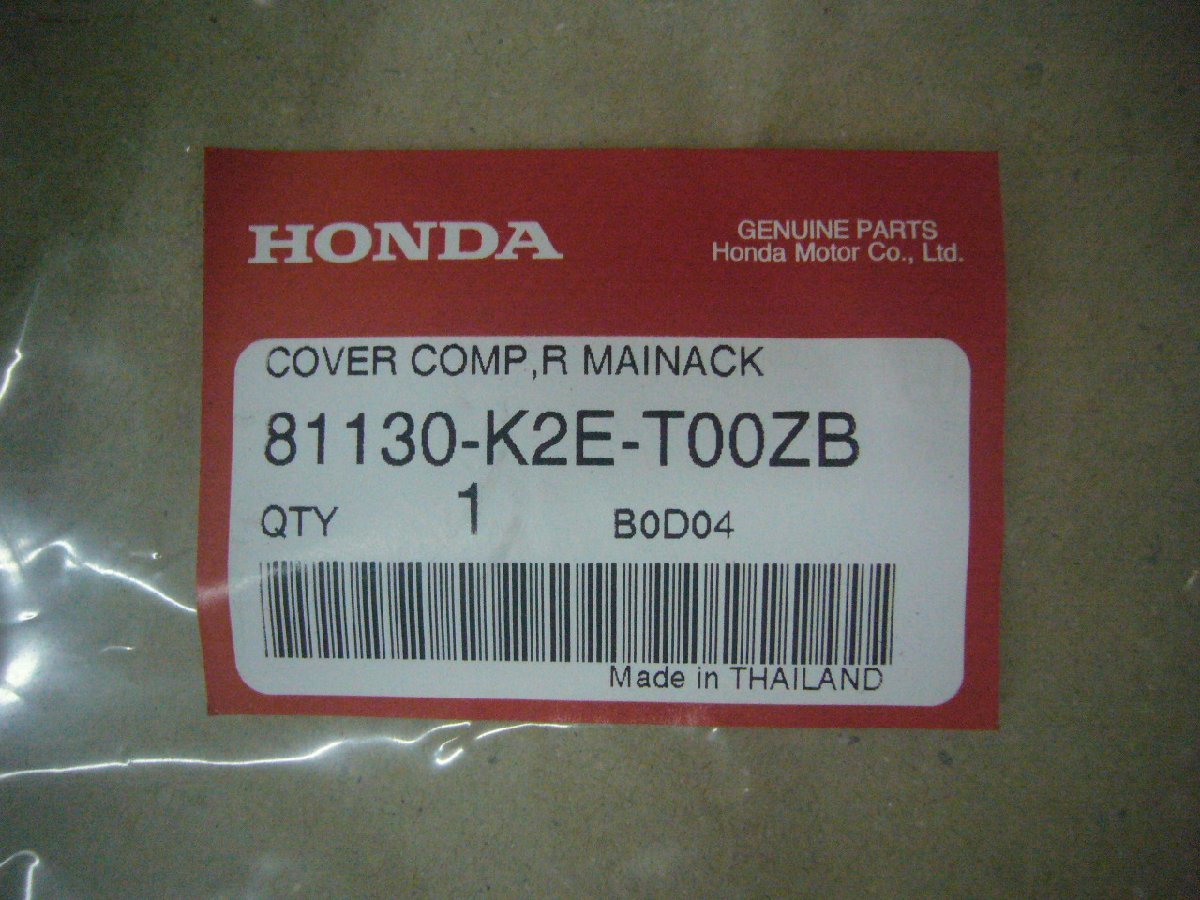 HONDA
GENUINE PARTS
Honda Motor Co., Ltd.
COVER COMP,R MAINACK
81130-K2E-T00ZB
QTY 1 B0D04
Made in THAILAND